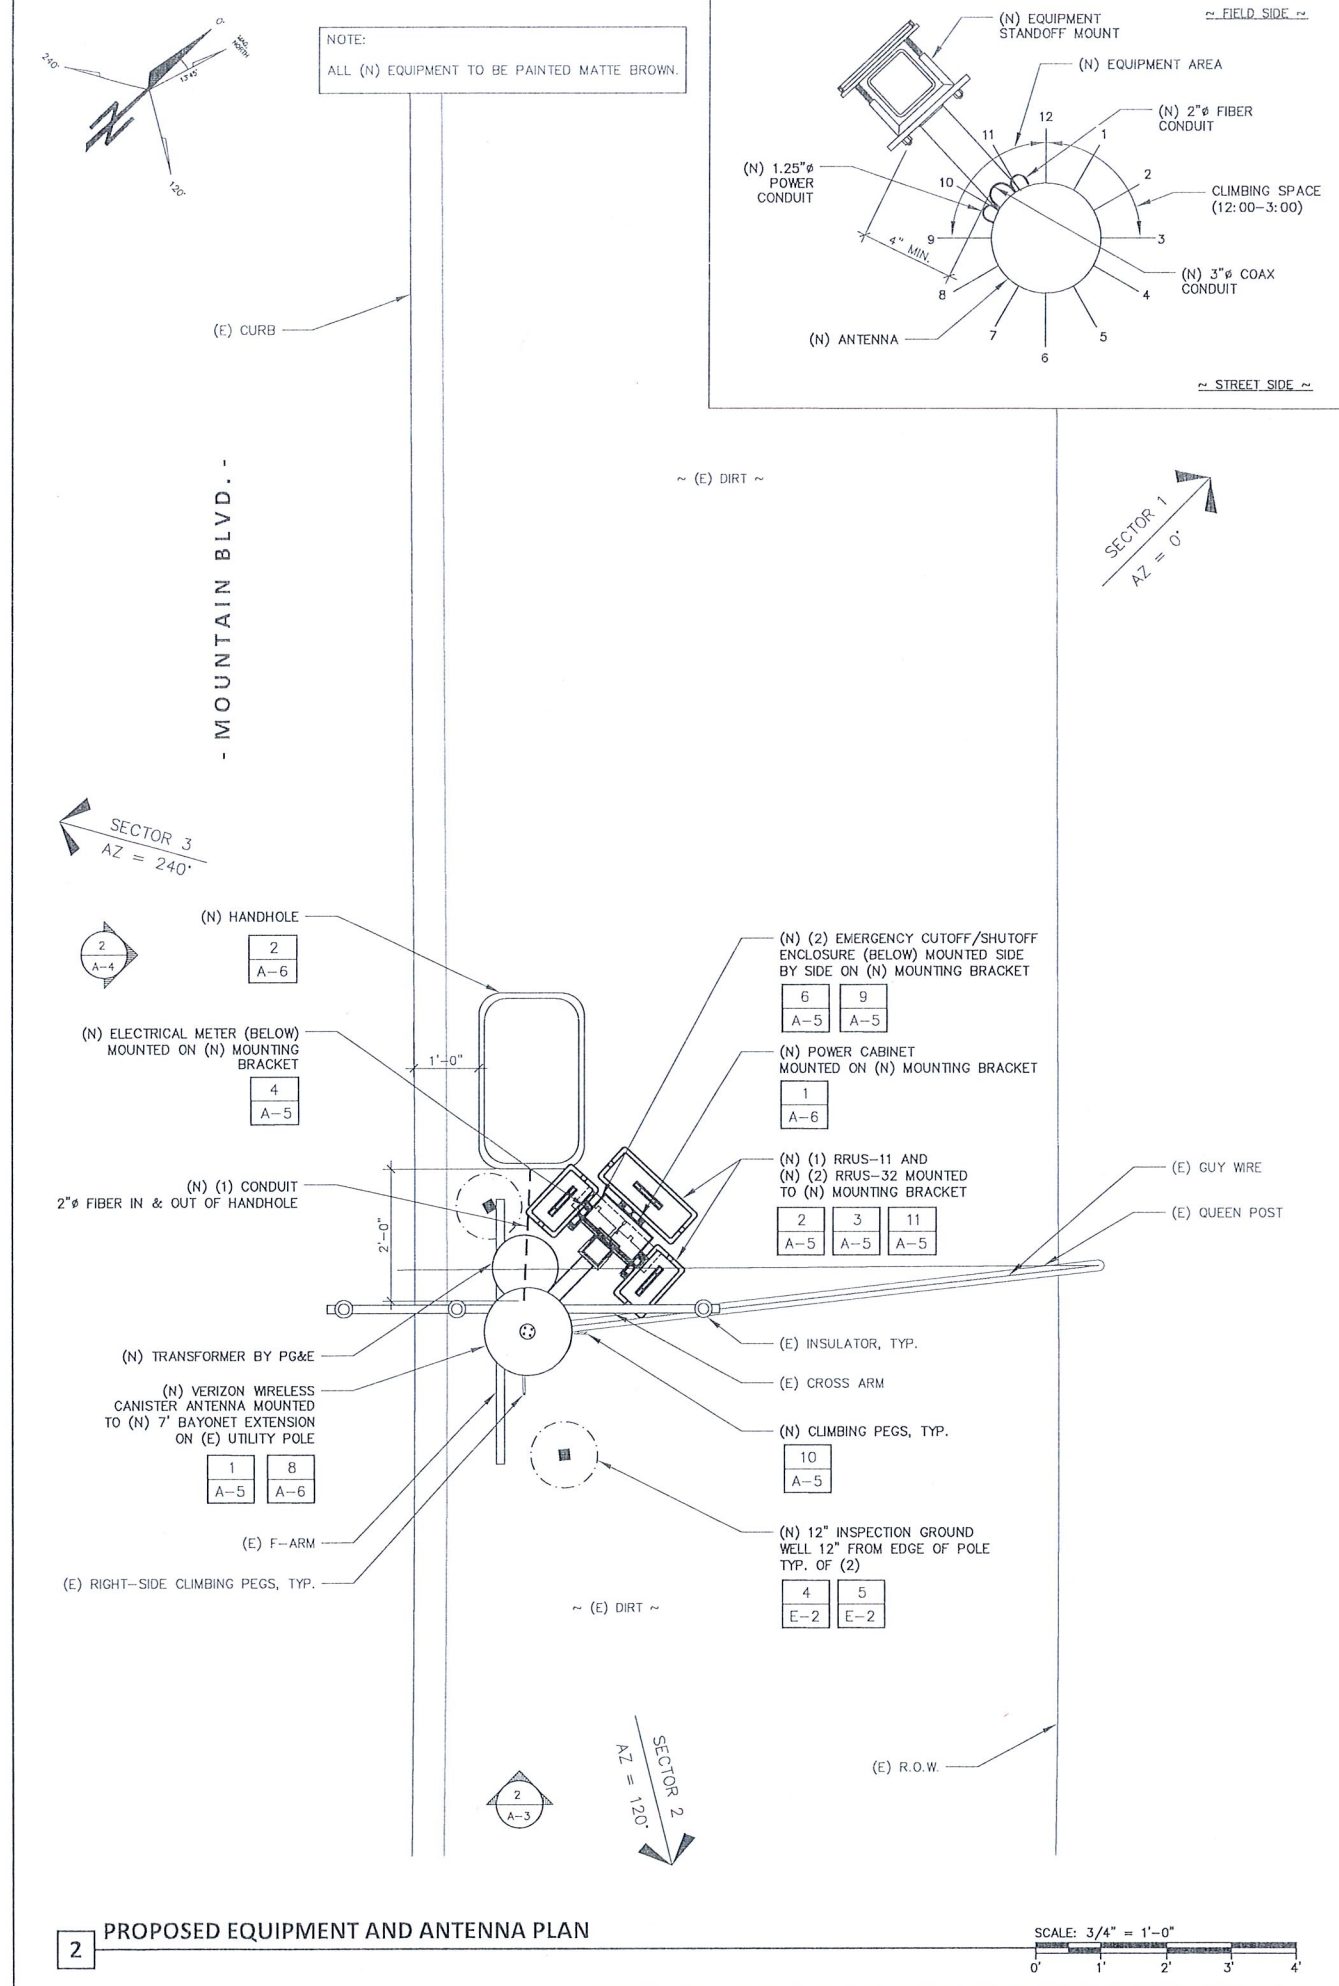 0°
MAG. NORTH
13°45'
240°
120°
N
NOTE:
ALL (N) EQUIPMENT TO BE PAINTED MATTE BROWN.
~ FIELD SIDE ~
(N) EQUIPMENT
STANDOFF MOUNT
(N) EQUIPMENT AREA
(N) 2"ø FIBER
CONDUIT
(N) 1.25"ø
POWER
CONDUIT
12
11
1
10
2
9
3
8
4
7
5
6
CLIMBING SPACE
(12:00-3:00)
4" MIN.
(N) 3"ø COAX
CONDUIT
(N) ANTENNA
~ STREET SIDE ~
(E) CURB
~ (E) DIRT ~
- MOUNTAIN BLVD. -
SECTOR 1
AZ = 0°
SECTOR 3
AZ = 240°
(N) HANDHOLE
2
A-4
2
A-6
(N) ELECTRICAL METER (BELOW)
MOUNTED ON (N) MOUNTING
BRACKET
4
A-5
1'-0"
(N) (1) CONDUIT
2"ø FIBER IN & OUT OF HANDHOLE
2'-0"
(N) (2) EMERGENCY CUTOFF/SHUTOFF
ENCLOSURE (BELOW) MOUNTED SIDE
BY SIDE ON (N) MOUNTING BRACKET
6 9
A-5 A-5
(N) POWER CABINET
MOUNTED ON (N) MOUNTING BRACKET
1
A-6
(N) (1) RRUS-11 AND
(N) (2) RRUS-32 MOUNTED
TO (N) MOUNTING BRACKET
2 3 11
A-5 A-5 A-5
(E) GUY WIRE
(E) QUEEN POST
(N) TRANSFORMER BY PG&E
(N) VERIZON WIRELESS
CANISTER ANTENNA MOUNTED
TO (N) 7' BAYONET EXTENSION
ON (E) UTILITY POLE
1 8
A-5 A-6
(E) F-ARM
(E) RIGHT-SIDE CLIMBING PEGS, TYP.
(E) INSULATOR, TYP.
(E) CROSS ARM
(N) CLIMBING PEGS, TYP.
10
A-5
(N) 12" INSPECTION GROUND
WELL 12" FROM EDGE OF POLE
TYP. OF (2)
4 5
E-2 E-2
~ (E) DIRT ~
SECTOR 2
AZ = 120°
(E) R.O.W.
2
A-3
2
PROPOSED EQUIPMENT AND ANTENNA PLAN
SCALE: 3/4" = 1'-0"
0' 1' 2' 3' 4'